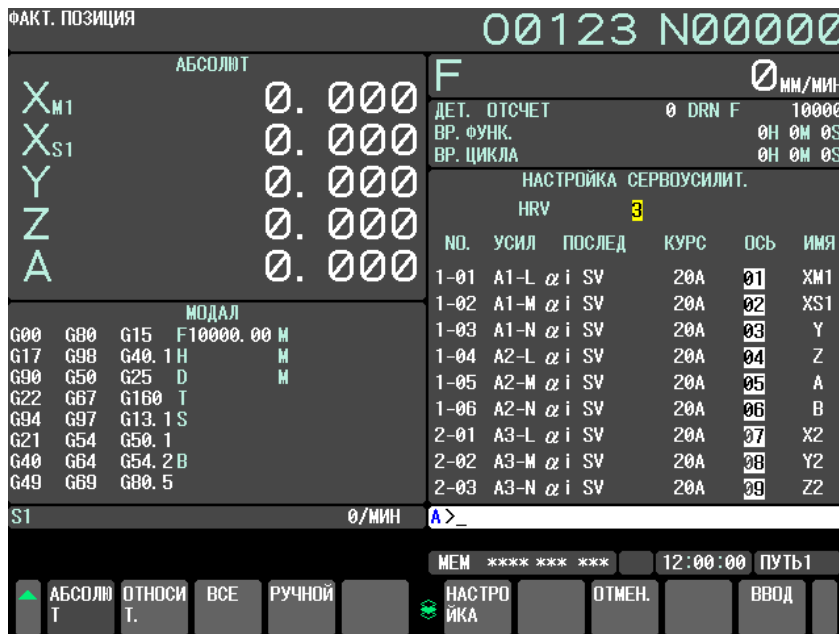 ФАКТ. ПОЗИЦИЯ O0123 N00000
АБСОЛЮТ
XM1 0. 000
XS1 0. 000
Y 0. 000
Z 0. 000
A 0. 000
F 0 ММ/МИН
ДЕТ. ОТСЧЕТ 0 DRN F 10000
ВР. ФУНК. 0H 0M 0S
ВР. ЦИКЛА 0H 0M 0S
МОДАЛ
G00 G80 G15 F10000. 00 M
G17 G98 G40. 1 H M
G90 G50 G25 D M
G22 G67 G160 T
G94 G97 G13. 1 S
G21 G54 G50. 1
G40 G64 G54. 2 B
G49 G69 G80. 5
S1 0/МИН
НАСТРОЙКА СЕРВОУСИЛИТ.
HRV 3
NO. УСИЛ ПОСЛЕД КУРС ОСЬ ИМЯ
1-01 A1-L αi SV 20A 01 XM1
1-02 A1-M αi SV 20A 02 XS1
1-03 A1-N αi SV 20A 03 Y
1-04 A2-L αi SV 20A 04 Z
1-05 A2-M αi SV 20A 05 A
1-06 A2-N αi SV 20A 06 B
2-01 A3-L αi SV 20A 07 X2
2-02 A3-M αi SV 20A 08 Y2
2-03 A3-N αi SV 20A 09 Z2
A>_
MEM **** *** *** 12:00:00 ПУТЬ1
АБСОЛЮ
Т
ОТНОСИ
Т.
ВСЕ
РУЧНОЙ
НАСТРО
ЙКА
ОТМЕН.
ВВОД